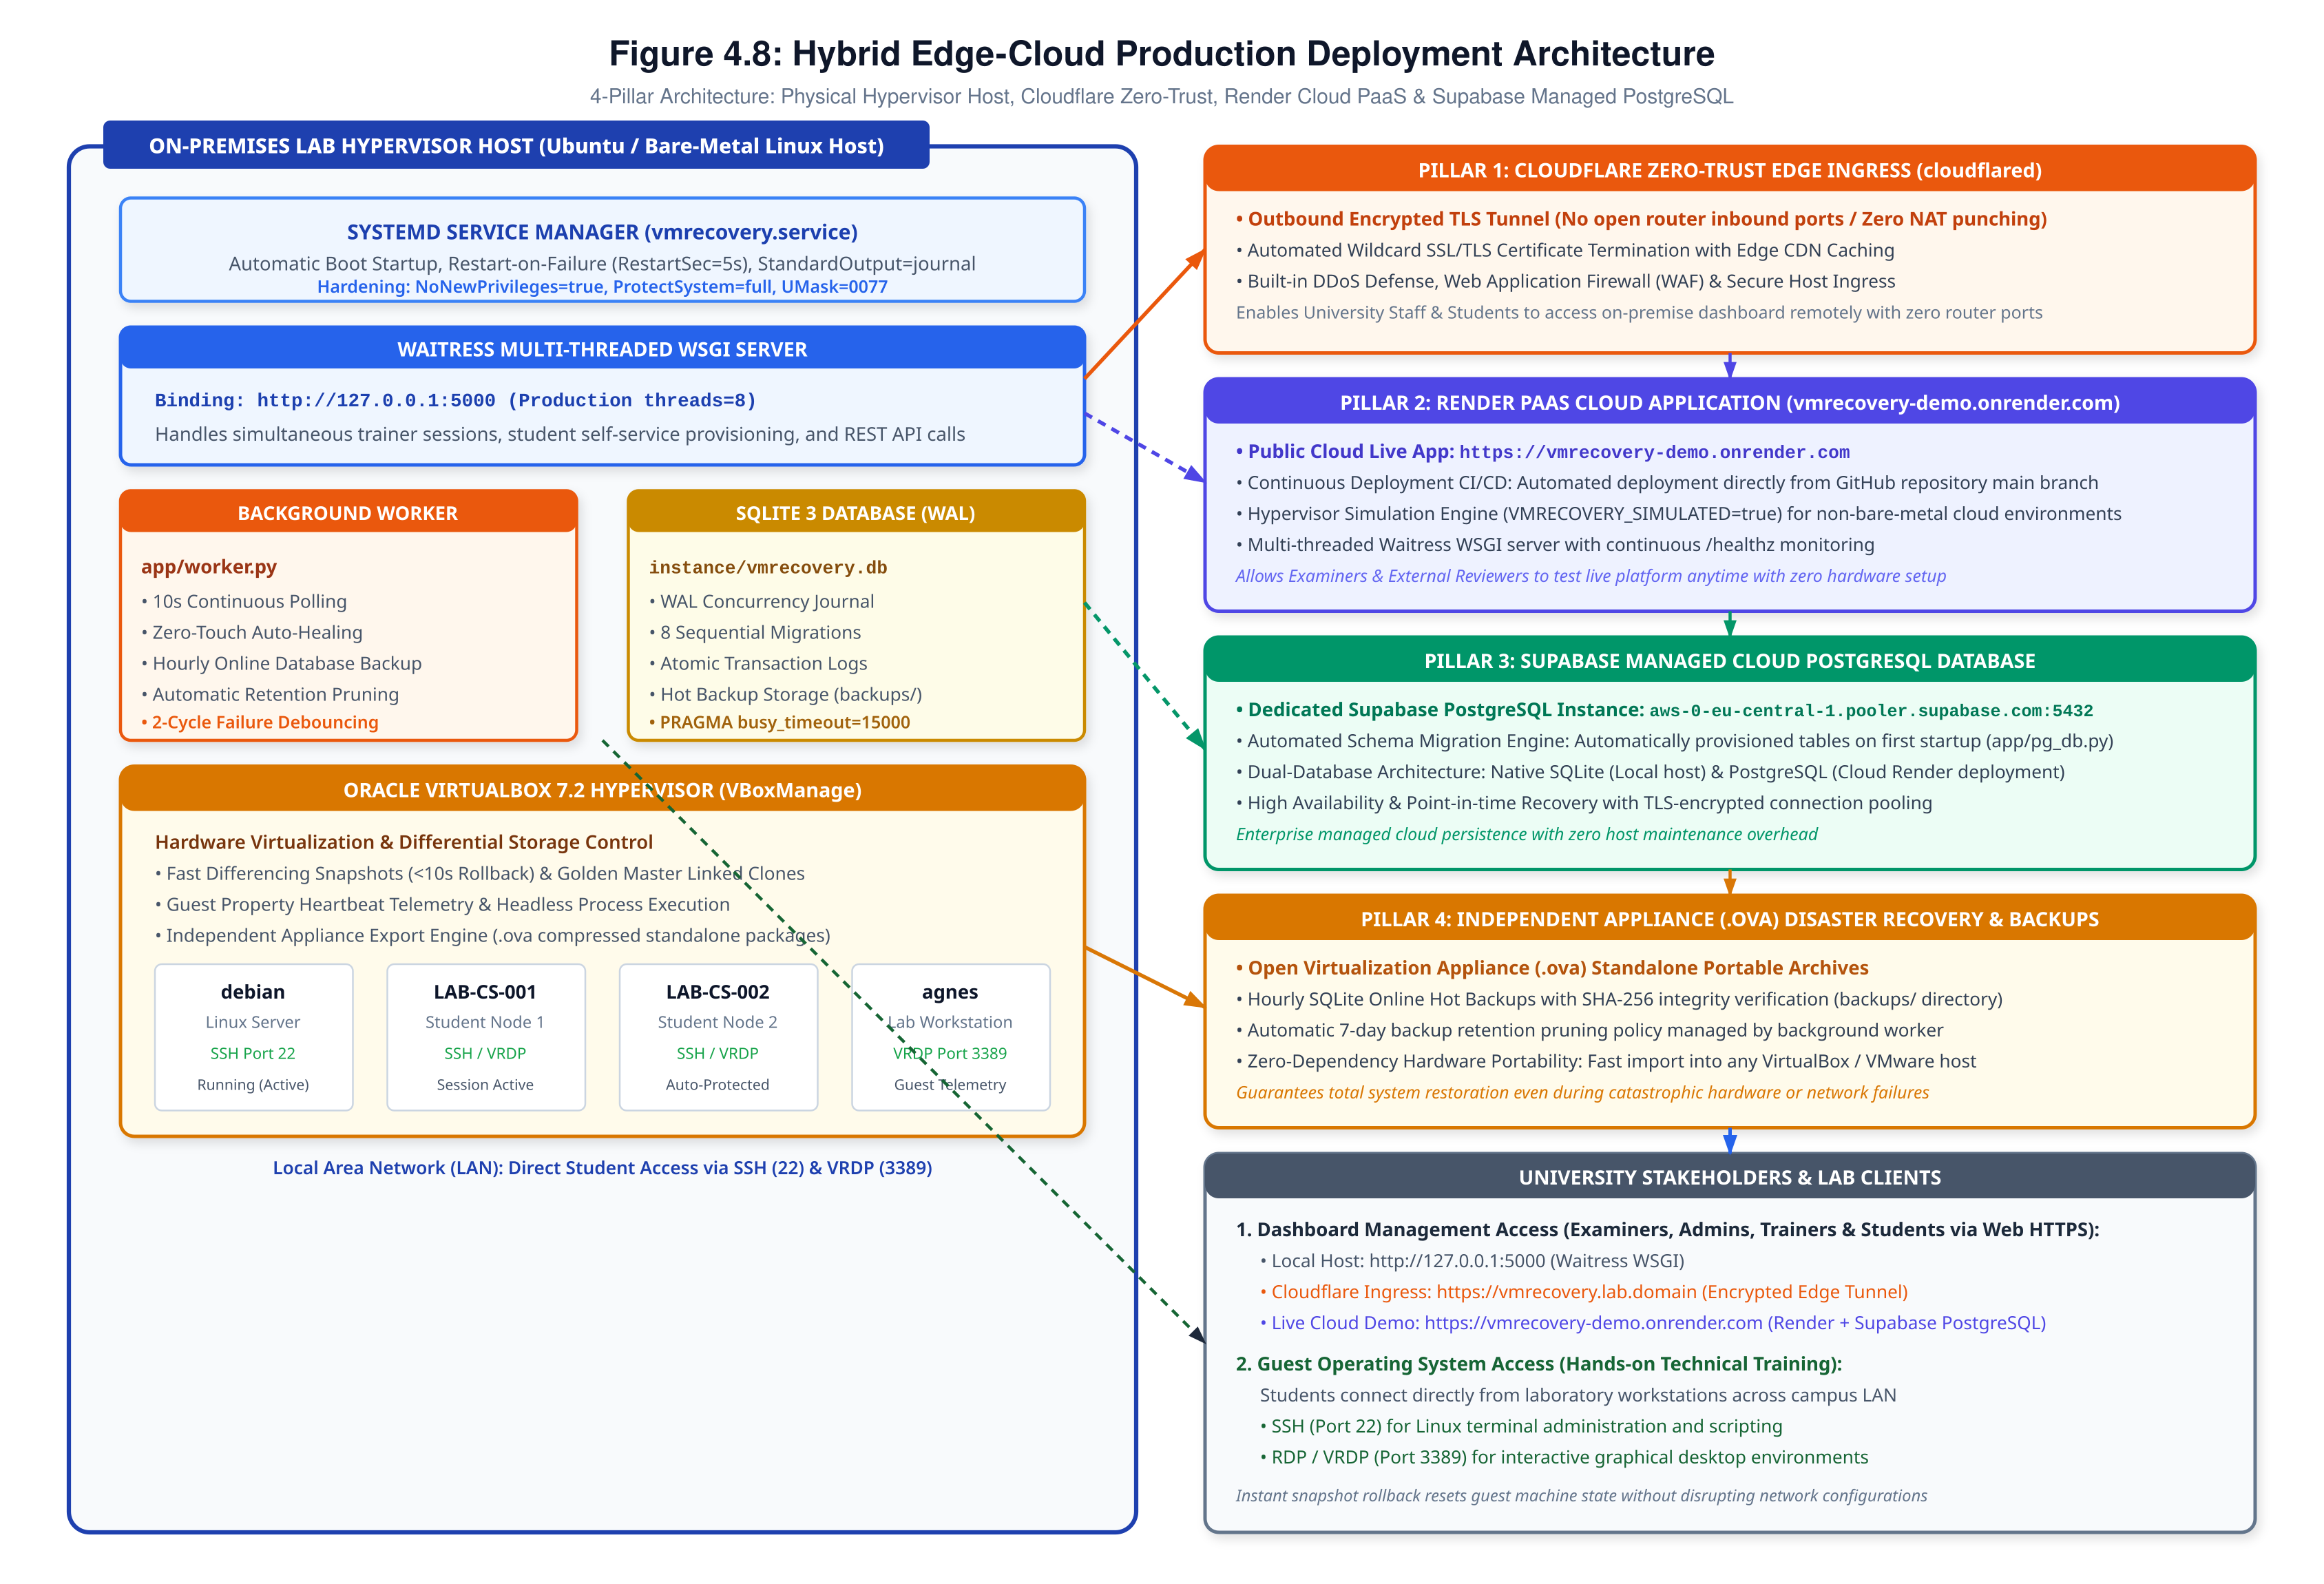 Figure 4.8: Hybrid Edge-Cloud Production Deployment Architecture
4-Pillar Architecture: Physical Hypervisor Host, Cloudflare Zero-Trust, Render Cloud PaaS & Supabase Managed PostgreSQL
ON-PREMISES LAB HYPERVISOR HOST (Ubuntu / Bare-Metal Linux Host)
SYSTEMD SERVICE MANAGER (vmrecovery.service)
Automatic Boot Startup, Restart-on-Failure (RestartSec=5s), StandardOutput=journal
Hardening: NoNewPrivileges=true, ProtectSystem=full, UMask=0077
WAITRESS MULTI-THREADED WSGI SERVER
Binding: http://127.0.0.1:5000 (Production threads=8)
Handles simultaneous trainer sessions, student self-service provisioning, and REST API calls
BACKGROUND WORKER
app/worker.py
• 10s Continuous Polling
• Zero-Touch Auto-Healing
• Hourly Online Database Backup
• Automatic Retention Pruning
• 2-Cycle Failure Debouncing
SQLITE 3 DATABASE (WAL)
instance/vmrecovery.db
• WAL Concurrency Journal
• 8 Sequential Migrations
• Atomic Transaction Logs
• Hot Backup Storage (backups/)
• PRAGMA busy_timeout=15000
ORACLE VIRTUALBOX 7.2 HYPERVISOR (VBoxManage)
Hardware Virtualization & Differential Storage Control
• Fast Differencing Snapshots (<10s Rollback) & Golden Master Linked Clones
• Guest Property Heartbeat Telemetry & Headless Process Execution
• Independent Appliance Export Engine (.ova compressed standalone packages)
debian
Linux Server
SSH Port 22
Running (Active)
LAB-CS-001
Student Node 1
SSH / VRDP
Session Active
LAB-CS-002
Student Node 2
SSH / VRDP
Auto-Protected
agnes
Lab Workstation
VRDP Port 3389
Guest Telemetry
Local Area Network (LAN): Direct Student Access via SSH (22) & VRDP (3389)
PILLAR 1: CLOUDFLARE ZERO-TRUST EDGE INGRESS (cloudflared)
• Outbound Encrypted TLS Tunnel (No open router inbound ports / Zero NAT punching)
• Automated Wildcard SSL/TLS Certificate Termination with Edge CDN Caching
• Built-in DDoS Defense, Web Application Firewall (WAF) & Secure Host Ingress
Enables University Staff & Students to access on-premise dashboard remotely with zero router ports
PILLAR 2: RENDER PAAS CLOUD APPLICATION (vmrecovery-demo.onrender.com)
• Public Cloud Live App: https://vmrecovery-demo.onrender.com
• Continuous Deployment CI/CD: Automated deployment directly from GitHub repository main branch
• Hypervisor Simulation Engine (VMRECOVERY_SIMULATED=true) for non-bare-metal cloud environments
• Multi-threaded Waitress WSGI server with continuous /healthz monitoring
Allows Examiners & External Reviewers to test live platform anytime with zero hardware setup
PILLAR 3: SUPABASE MANAGED CLOUD POSTGRESQL DATABASE
• Dedicated Supabase PostgreSQL Instance: aws-0-eu-central-1.pooler.supabase.com:5432
• Automated Schema Migration Engine: Automatically provisioned tables on first startup (app/pg_db.py)
• Dual-Database Architecture: Native SQLite (Local host) & PostgreSQL (Cloud Render deployment)
• High Availability & Point-in-time Recovery with TLS-encrypted connection pooling
Enterprise managed cloud persistence with zero host maintenance overhead
PILLAR 4: INDEPENDENT APPLIANCE (.OVA) DISASTER RECOVERY & BACKUPS
• Open Virtualization Appliance (.ova) Standalone Portable Archives
• Hourly SQLite Online Hot Backups with SHA-256 integrity verification (backups/ directory)
• Automatic 7-day backup retention pruning policy managed by background worker
• Zero-Dependency Hardware Portability: Fast import into any VirtualBox / VMware host
Guarantees total system restoration even during catastrophic hardware or network failures
UNIVERSITY STAKEHOLDERS & LAB CLIENTS
1. Dashboard Management Access (Examiners, Admins, Trainers & Students via Web HTTPS):
• Local Host: http://127.0.0.1:5000 (Waitress WSGI)
• Cloudflare Ingress: https://vmrecovery.lab.domain (Encrypted Edge Tunnel)
• Live Cloud Demo: https://vmrecovery-demo.onrender.com (Render + Supabase PostgreSQL)
2. Guest Operating System Access (Hands-on Technical Training):
Students connect directly from laboratory workstations across campus LAN
• SSH (Port 22) for Linux terminal administration and scripting
• RDP / VRDP (Port 3389) for interactive graphical desktop environments
Instant snapshot rollback resets guest machine state without disrupting network configurations